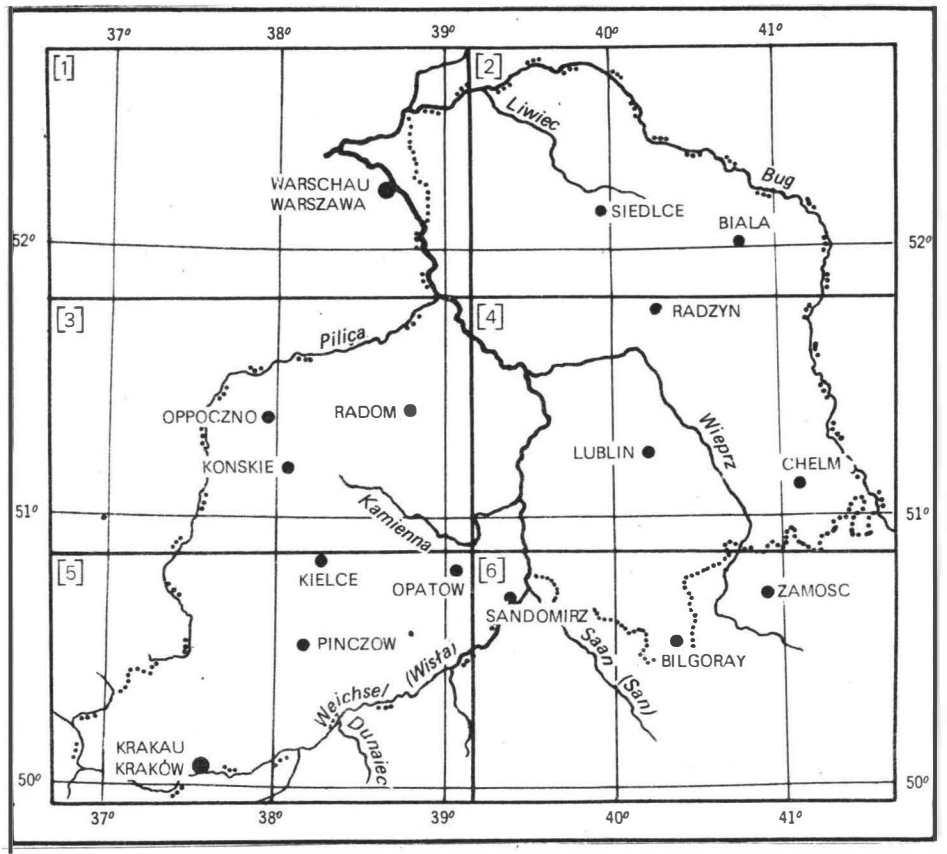 37° 38° 39° 40° 41°
[1] [2]
Liwiec
Bug
WARSCHAU
WARSZAWA
SIEDLCE
BIALA
52° 52°
[3] [4]
RADZYN
Pilica
OPPOCZNO
RADOM
Wieprz
KONSKIE
LUBLIN
CHELM
Kamienna
51° 51°
[5] [6]
KIELCE
OPATOW
ZAMOSC
SANDOMIRZ
PINCZOW
BILGORAY
Saan (San)
Weichsel (Wisła)
Dunaiec
KRAKAU
KRAKÓW
50° 50°
37° 38° 39° 40° 41°